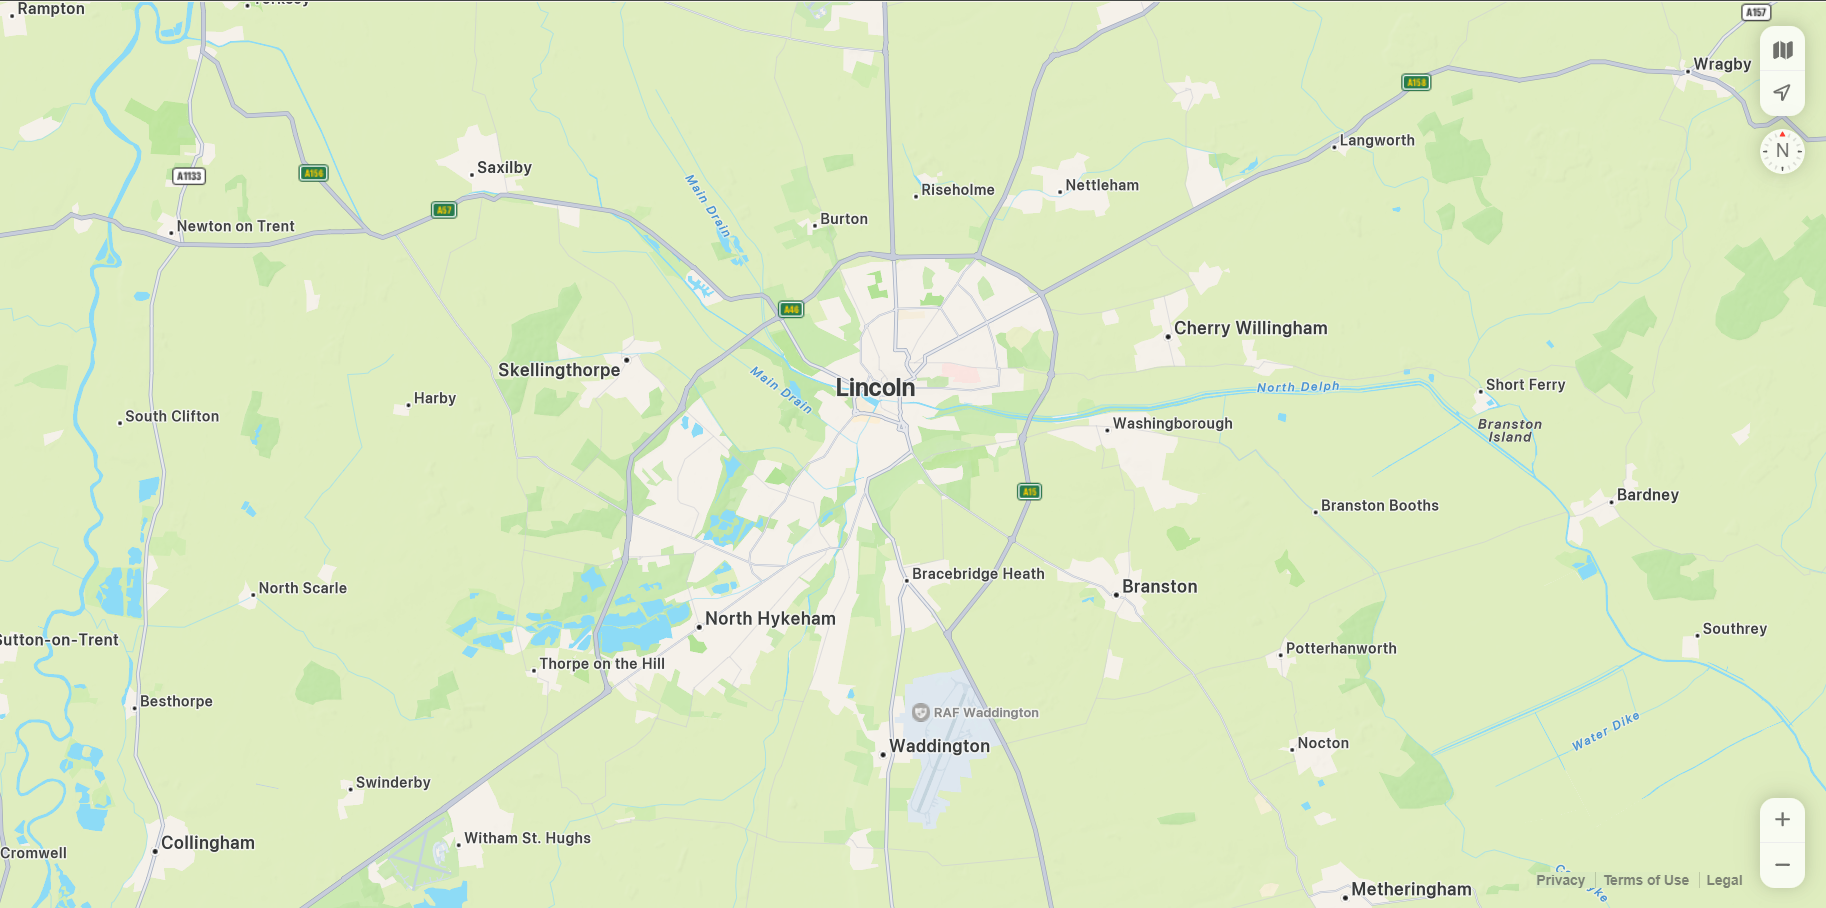 Rampton
A157
Wragby
A158
Langworth
Saxilby
A1133
A156
Main Drain
Riseholme
Nettleham
N
A57
Newton on Trent
Burton
A46
Cherry Willingham
Skellingthorpe
Lincoln
North Delph
Short Ferry
Main Drain
Harby
South Clifton
Washingborough
Branston
Island
A15
Bardney
Branston Booths
Bracebridge Heath
Branston
North Scarle
North Hykeham
Sutton-on-Trent
Southrey
Potterhanworth
Thorpe on the Hill
Besthorpe
RAF Waddington
Water Dike
Waddington
Nocton
Swinderby
Witham St. Hughs
Collingham
Cromwell
Privacy
Terms of Use
Legal
Metheringham